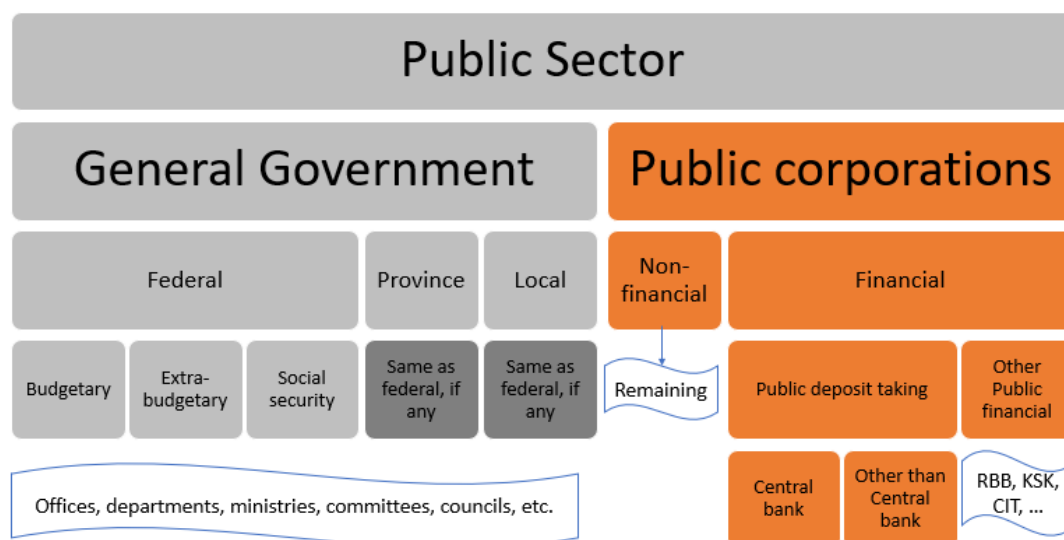 Public Sector
General Government
Public corporations
Federal
Province
Local
Non-
financial
Financial
Budgetary
Extra-
budgetary
Social
security
Same as
federal, if
any
Same as
federal, if
any
Remaining
Public deposit taking
Other
Public
financial
Offices, departments, ministries, committees, councils, etc.
Central
bank
Other than
Central
bank
RBB, KSK,
CIT, ...